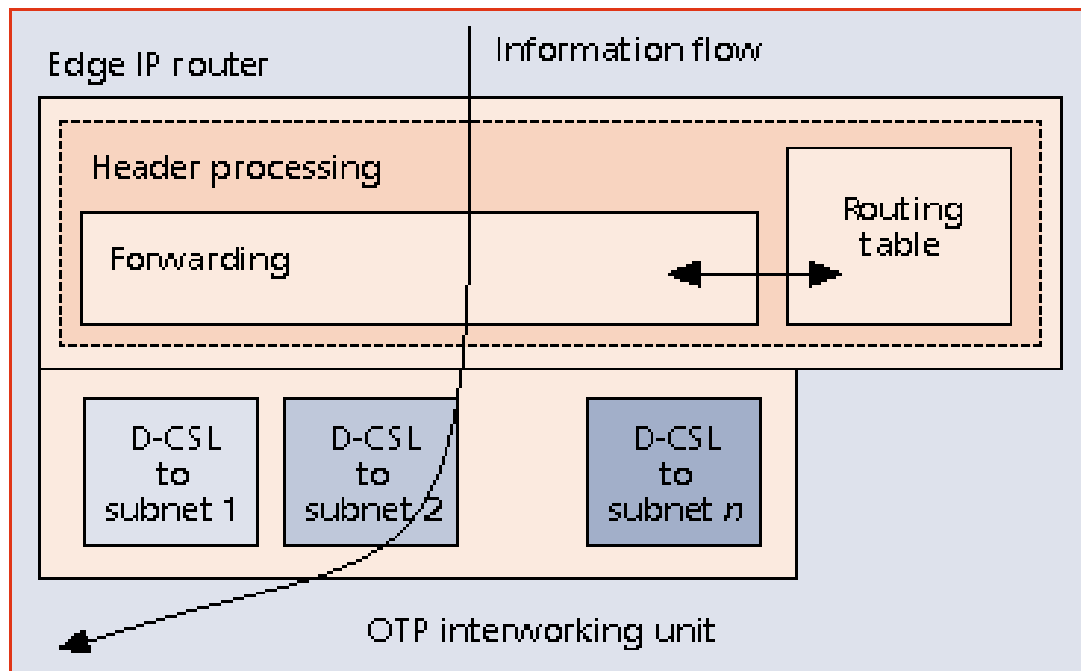 Edge IP router
Information flow
Header processing
Forwarding
Routing
table
D-CSL
to
subnet 1
D-CSL
to
subnet 2
D-CSL
to
subnet n
OTP interworking unit